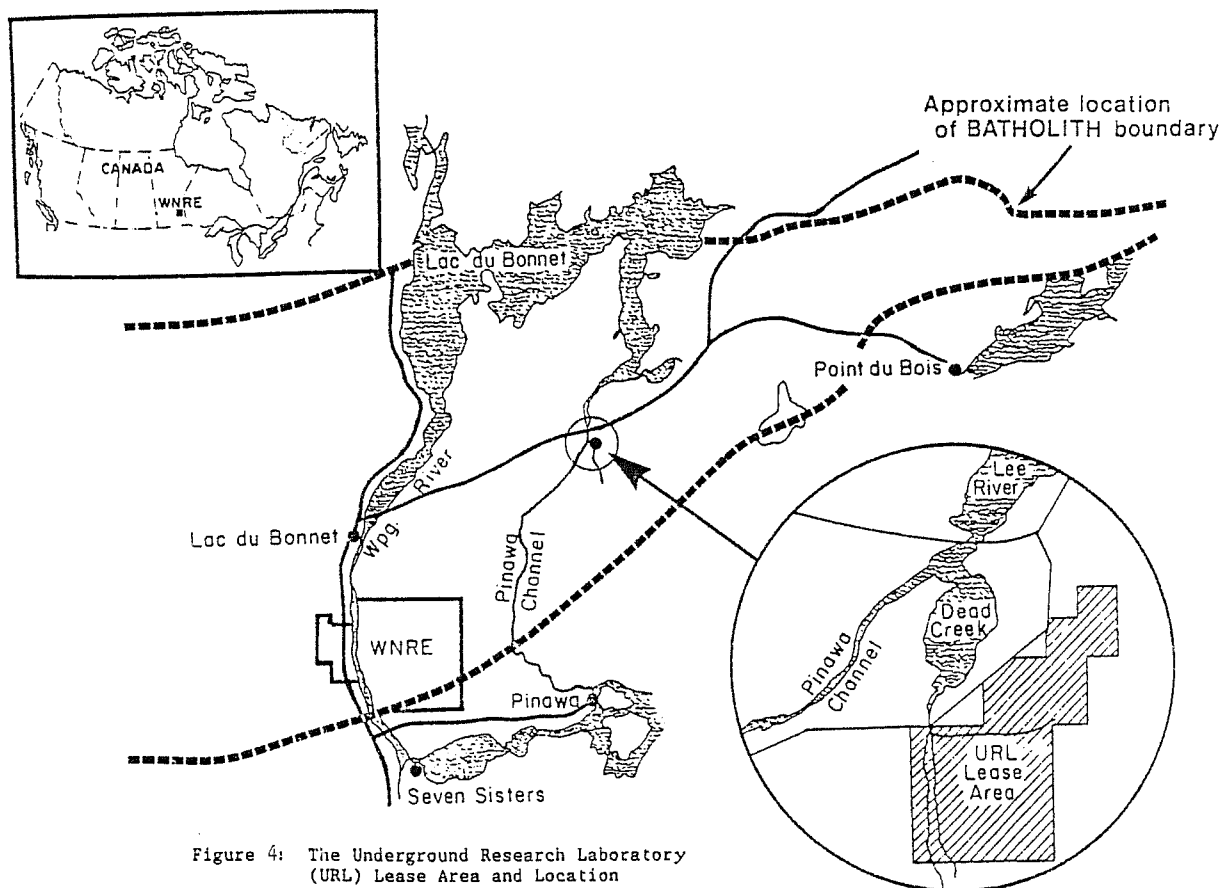 CANADA
WNRE
Approximate location
of BATHOLITH boundary
Lac du Bonnet
Point du Bois
Wpg. River
Lac du Bonnet
Pinawa
Channel
WNRE
Pinawa
Seven Sisters
Lee
River
Dead
Creek
Pinawa
Channel
URL
Lease
Area
Figure 4: The Underground Research Laboratory
(URL) Lease Area and Location